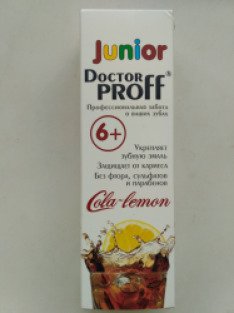 Junior
DOCTOR
PROFF®
Профессиональная забота
о ваших зубах
6+
Укрепляет
зубную эмаль
Защищает от кариеса
Без фтора, сульфатов
и парабенов
Cola-lemon